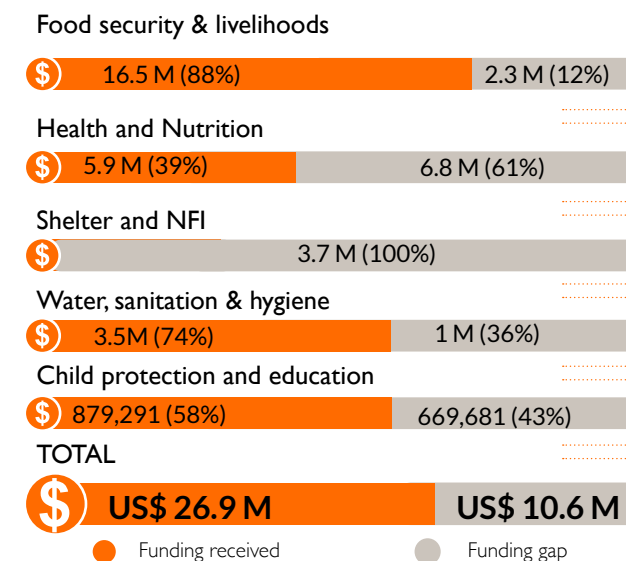 Food security & livelihoods
$ 16.5 M (88%) 2.3 M (12%)
Health and Nutrition
$ 5.9 M (39%) 6.8 M (61%)
Shelter and NFI
$ 3.7 M (100%)
Water, sanitation & hygiene
$ 3.5M (74%) 1 M (36%)
Child protection and education
$ 879,291 (58%) 669,681 (43%)
TOTAL
$ US$ 26.9 M US$ 10.6 M
Funding received Funding gap